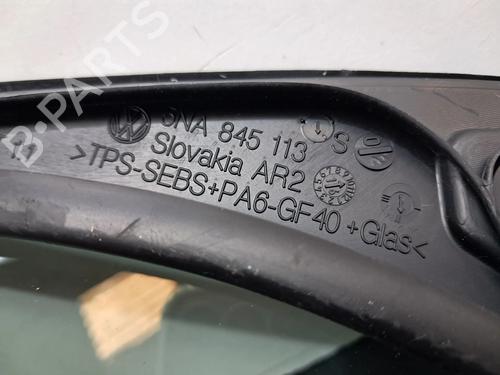 B-PARTS
5NA 845 113
Slovakia AR2
>TPS-SEBS+PA6-GF40+Glas<